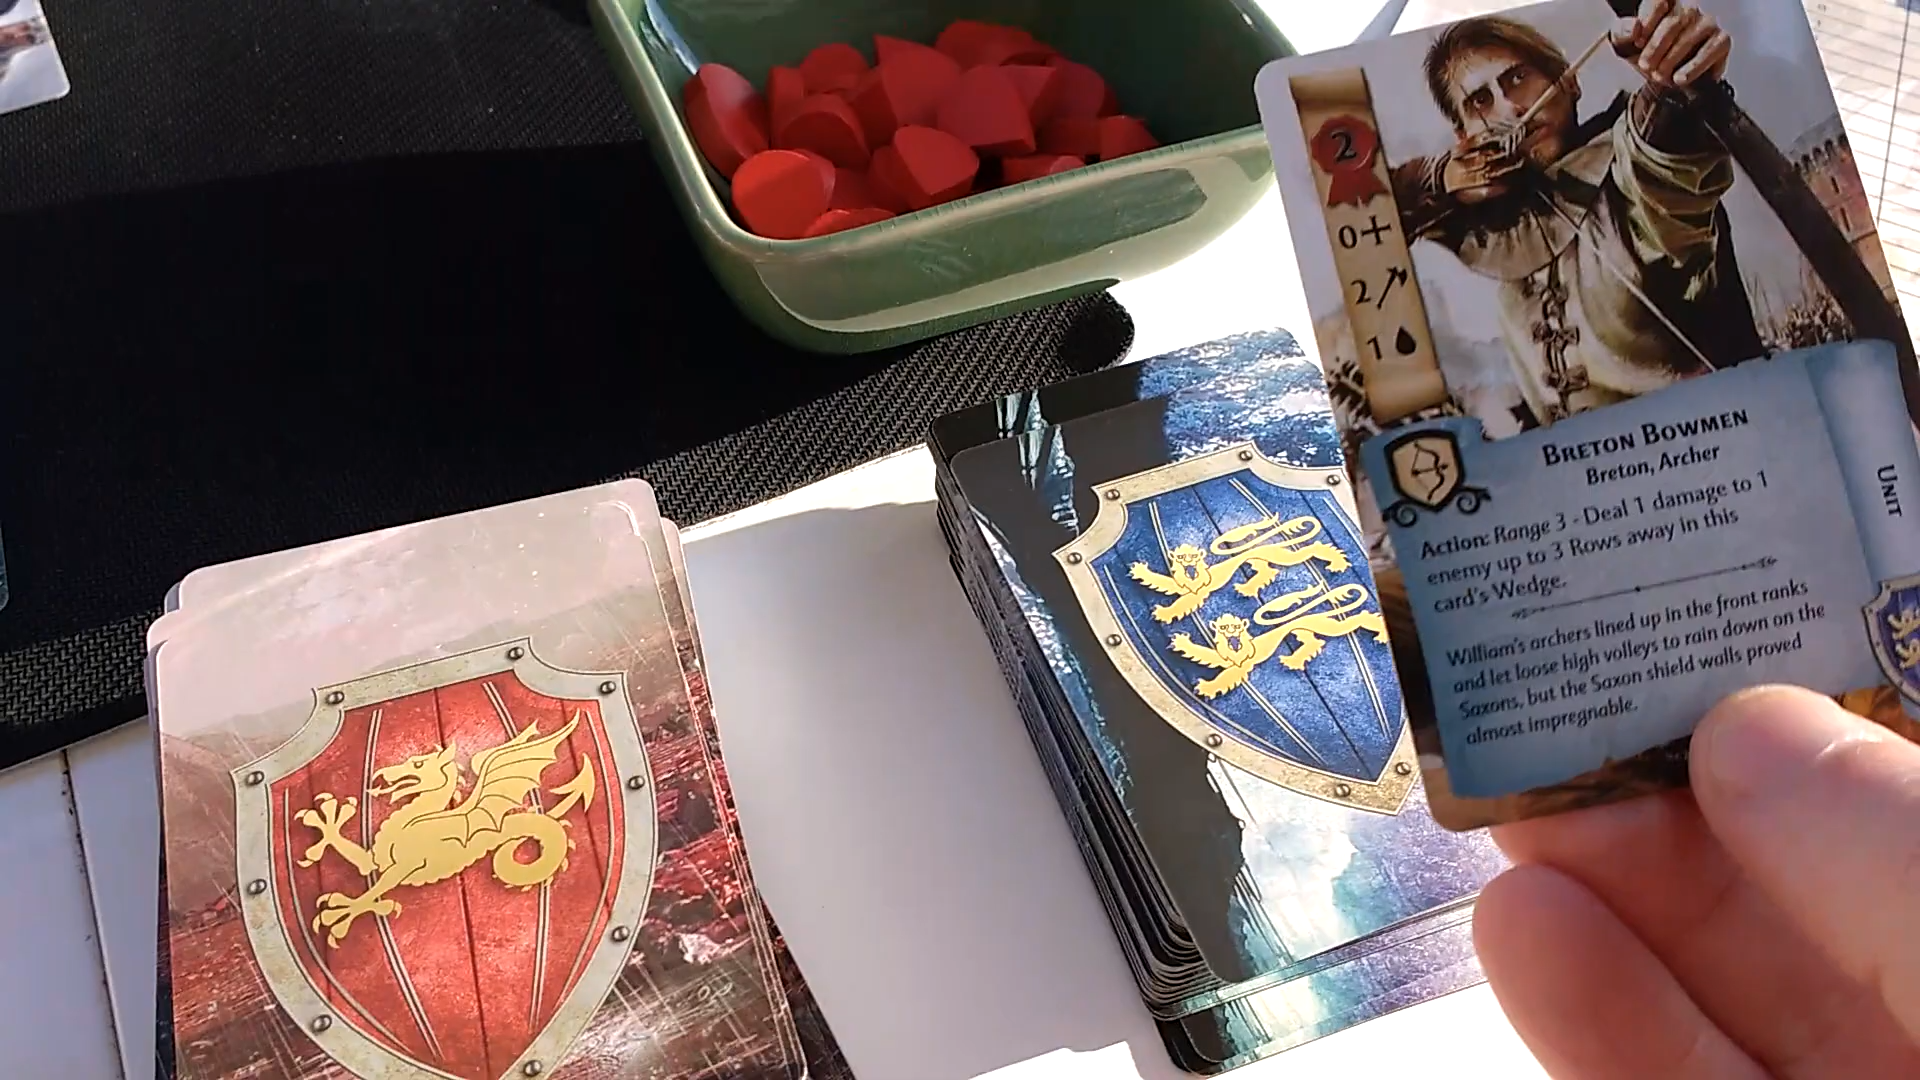 2
0
2
1
BRETON BOWMEN
Breton, Archer
Action: Range 3 - Deal 1 damage to 1
enemy up to 3 Rows away in this
card's Wedge.
William's archers lined up in the front ranks
and let loose high volleys to rain down on the
Saxons, but the Saxon shield walls proved
almost impregnable.
UNIT